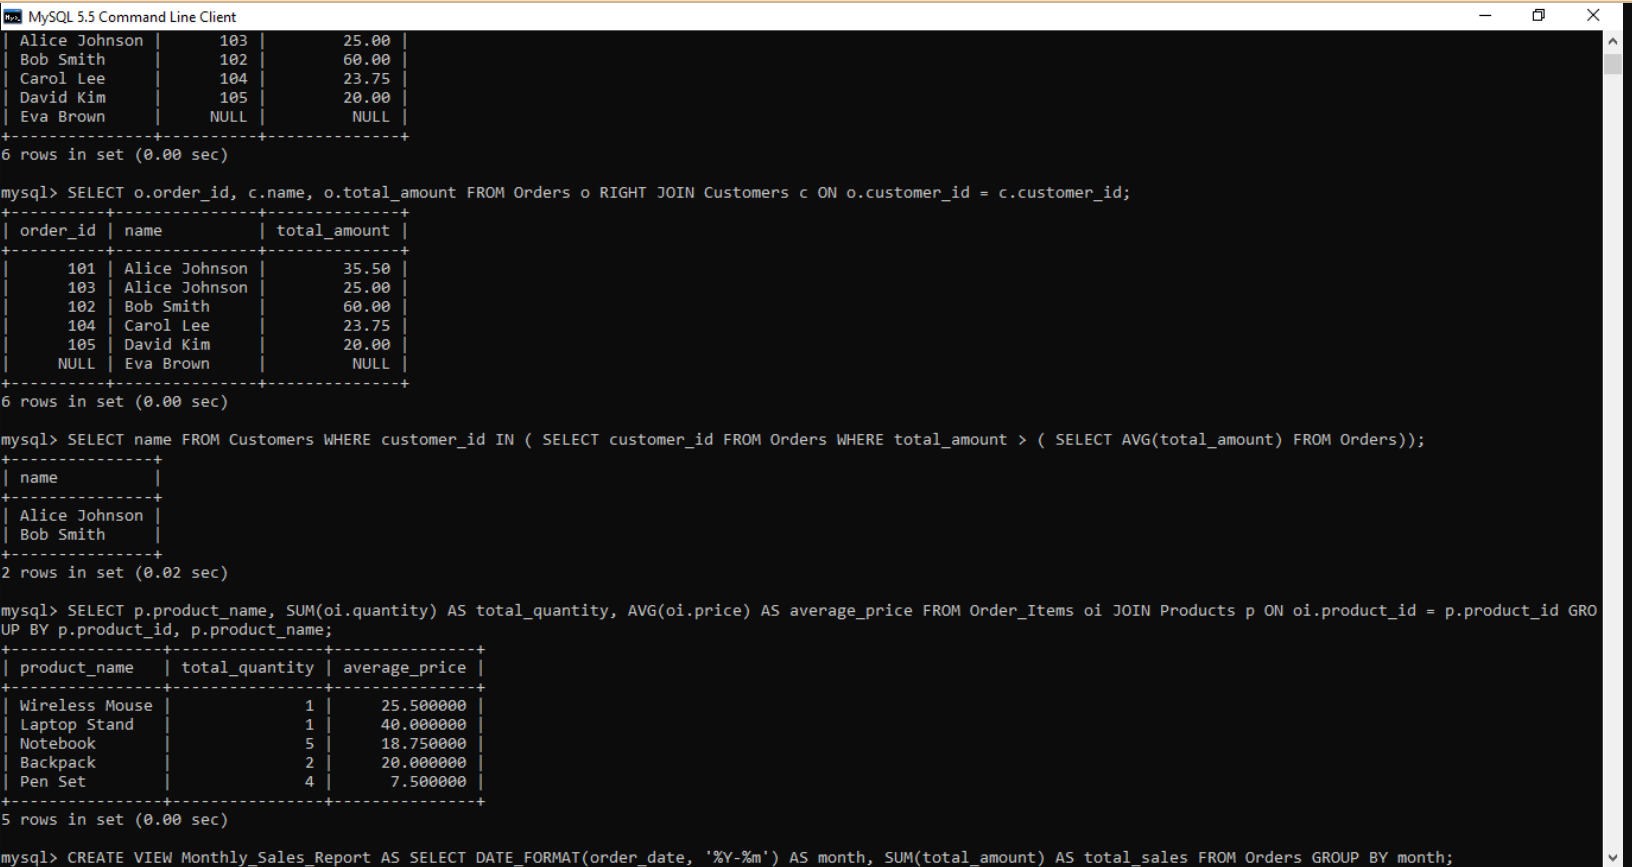 MySQL 5.5 Command Line Client
| Alice Johnson |      103 |        25.00 |
| Bob Smith     |      102 |        60.00 |
| Carol Lee     |      104 |        23.75 |
| David Kim     |      105 |        20.00 |
| Eva Brown     |     NULL |         NULL |
+---------------+----------+--------------+
6 rows in set (0.00 sec)
mysql> SELECT o.order_id, c.name, o.total_amount FROM Orders o RIGHT JOIN Customers c ON o.customer_id = c.customer_id;
+----------+---------------+--------------+
| order_id | name          | total_amount |
+----------+---------------+--------------+
|      101 | Alice Johnson |        35.50 |
|      103 | Alice Johnson |        25.00 |
|      102 | Bob Smith     |        60.00 |
|      104 | Carol Lee     |        23.75 |
|      105 | David Kim     |        20.00 |
|     NULL | Eva Brown     |         NULL |
+----------+---------------+--------------+
6 rows in set (0.00 sec)
mysql> SELECT name FROM Customers WHERE customer_id IN ( SELECT customer_id FROM Orders WHERE total_amount > ( SELECT AVG(total_amount) FROM Orders));
+---------------+
| name          |
+---------------+
| Alice Johnson |
| Bob Smith     |
+---------------+
2 rows in set (0.02 sec)
mysql> SELECT p.product_name, SUM(oi.quantity) AS total_quantity, AVG(oi.price) AS average_price FROM Order_Items oi JOIN Products p ON oi.product_id = p.product_id GRO
UP BY p.product_id, p.product_name;
+----------------+----------------+---------------+
| product_name   | total_quantity | average_price |
+----------------+----------------+---------------+
| Wireless Mouse |              1 |     25.500000 |
| Laptop Stand   |              1 |     40.000000 |
| Notebook       |              5 |     18.750000 |
| Backpack       |              2 |     20.000000 |
| Pen Set        |              4 |      7.500000 |
+----------------+----------------+---------------+
5 rows in set (0.00 sec)
mysql> CREATE VIEW Monthly_Sales_Report AS SELECT DATE_FORMAT(order_date, '%Y-%m') AS month, SUM(total_amount) AS total_sales FROM Orders GROUP BY month;